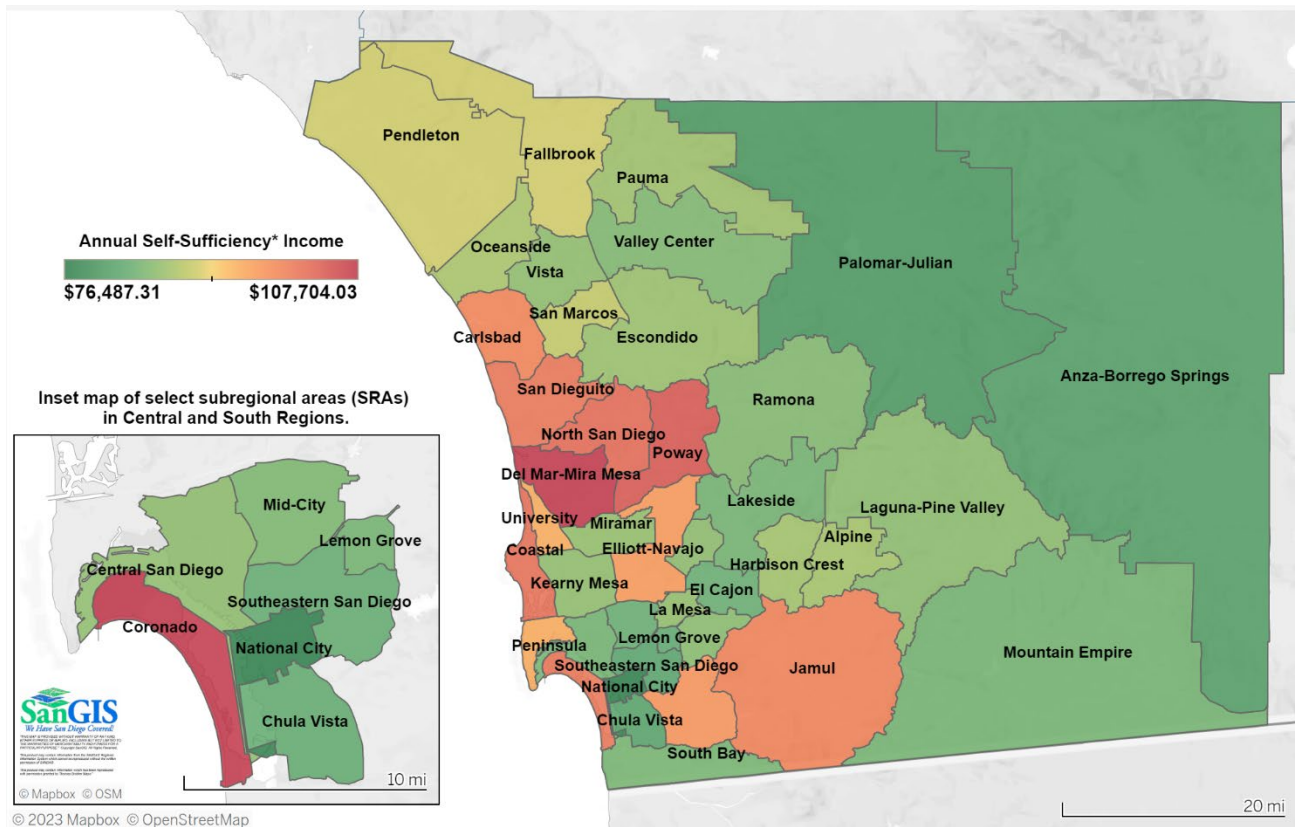 Pendleton
Fallbrook
Pauma
Annual Self-Sufficiency* Income
$76,487.31
$107,704.03
Oceanside
Valley Center
Vista
Palomar-Julian
San Marcos
Carlsbad
Escondido
Anza-Borrego Springs
San Dieguito
Ramona
Inset map of select subregional areas (SRAs)
in Central and South Regions.
North San Diego
Poway
Del Mar-Mira Mesa
Lakeside
Laguna-Pine Valley
University
Miramar
Alpine
Coastal
Elliott-Navajo
Harbison Crest
Kearny Mesa
El Cajon
La Mesa
Peninsula
Lemon Grove
Southeastern San Diego
Jamul
Mountain Empire
National City
Chula Vista
South Bay
Mid-City
Lemon Grove
Central San Diego
Southeastern San Diego
Coronado
National City
Chula Vista
SanGIS
We Have San Diego Covered!
10 mi
© Mapbox © OSM
20 mi
© 2023 Mapbox © OpenStreetMap